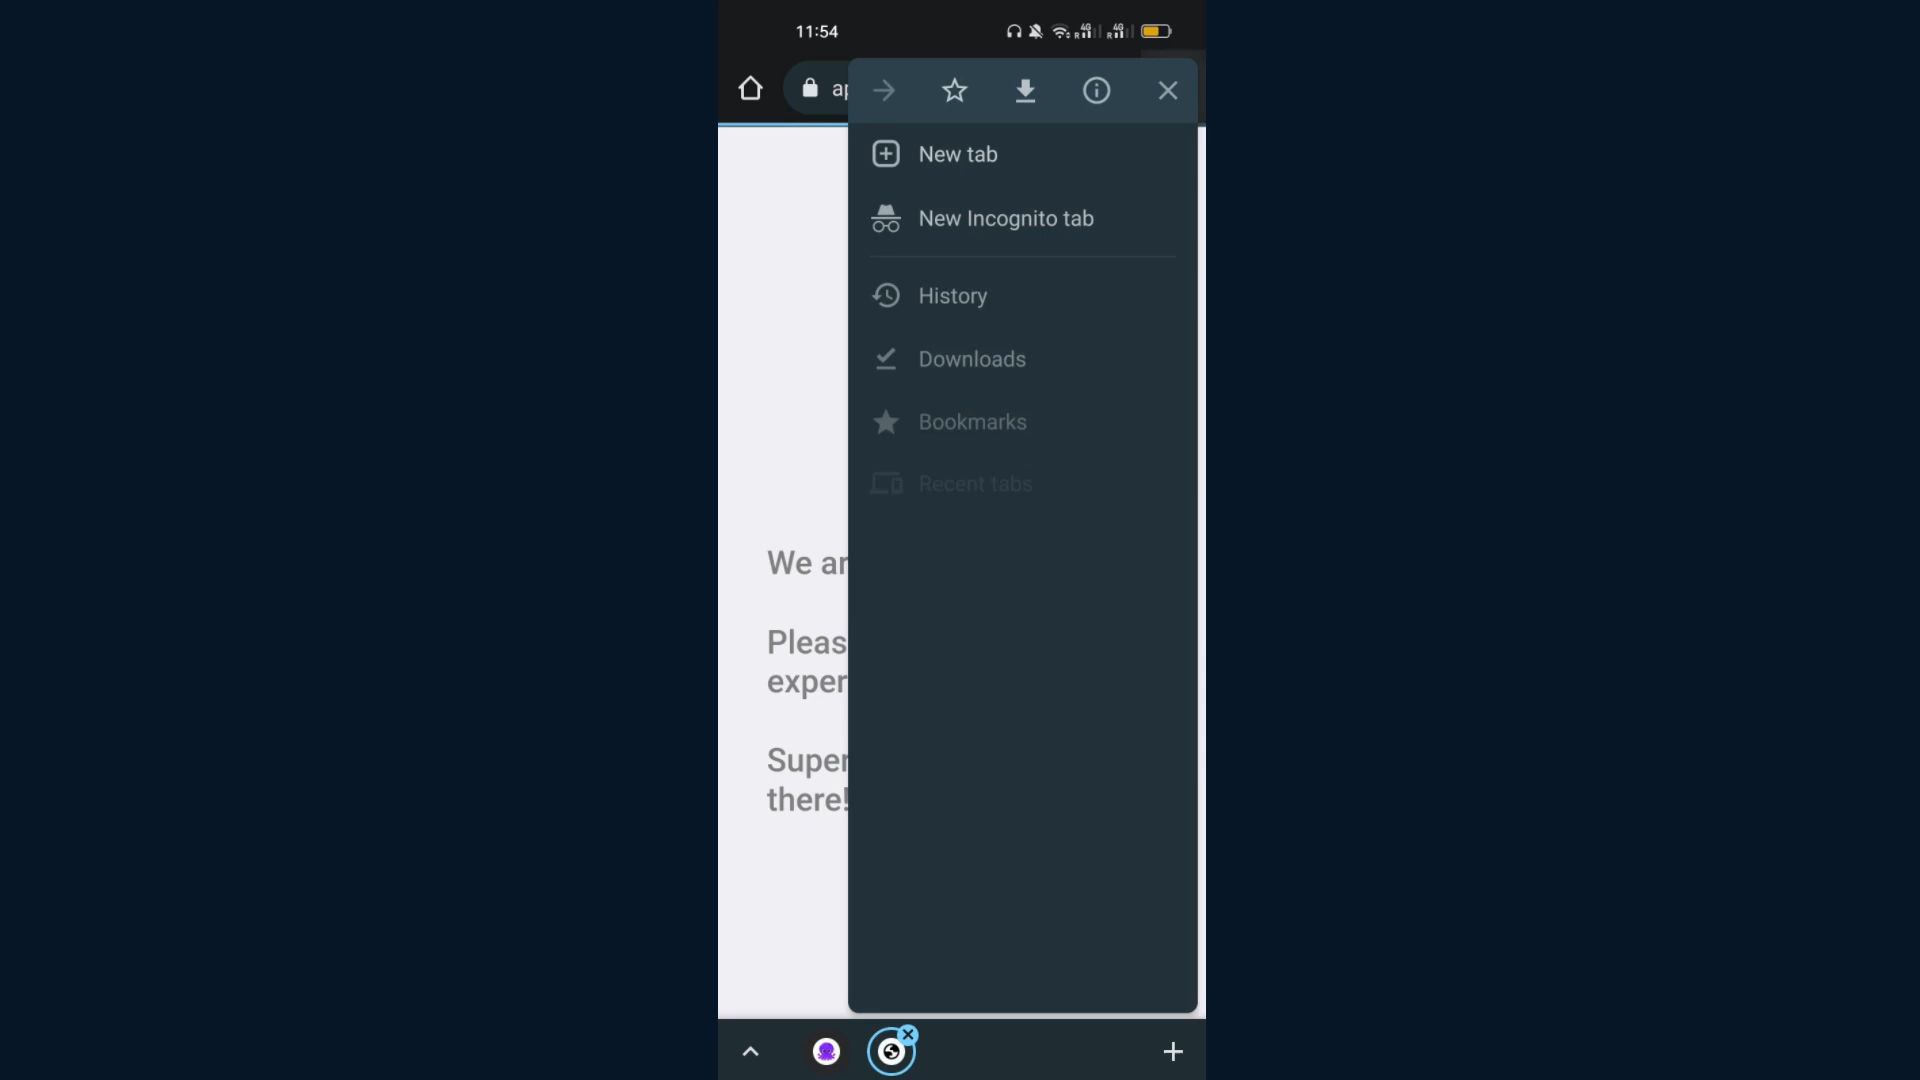 11:54
ap
New tab
New Incognito tab
History
Downloads
Bookmarks
Recent tabs
We ar
Pleas
exper
Super
there!